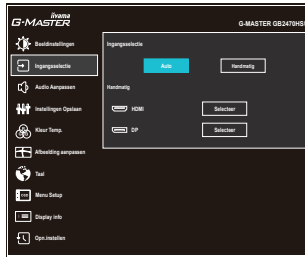 iiyama
G-MASTER
G-MASTER GB2470HSU
Beeldinstellingen
Ingangsselectie
Audio Aanpassen
Instellingen Opslaan
Kleur Temp.
Afbeelding aanpassen
Taal
OSD
Menu Setup
Display info
Opn.instellen
Ingangsselectie
Auto
Handmatig
Handmatig
HDMI
Selecteer
DP
Selecteer